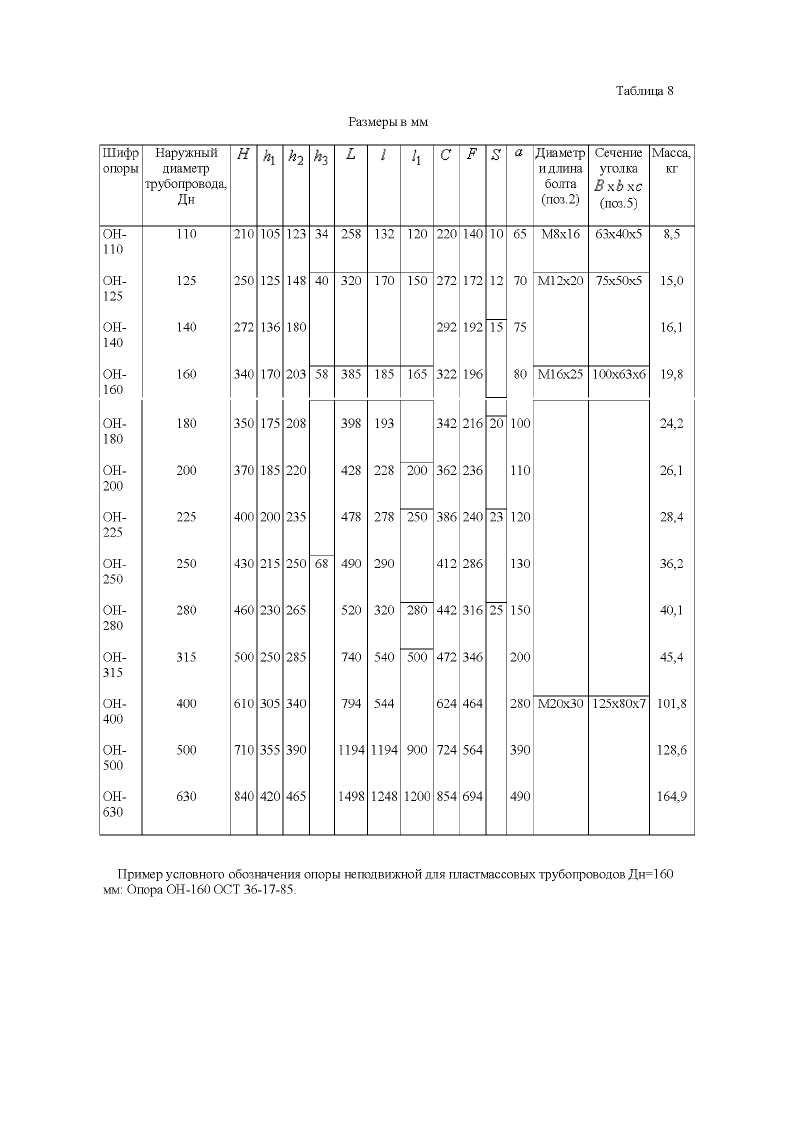 Таблица 8
Размеры в мм
Шифр опоры | Наружный диаметр трубопровода, Дн | H | h1 | h2 | h3 | L | l | l1 | C | F | S | a | Диаметр и длина болта (поз.2) | Сечение уголка B x b x c (поз.5) | Масса, кг
ОН-110 | 110 | 210 | 105 | 123 | 34 | 258 | 132 | 120 | 220 | 140 | 10 | 65 | М8х16 | 63х40х5 | 8,5
ОН-125 | 125 | 250 | 125 | 148 | 40 | 320 | 170 | 150 | 272 | 172 | 12 | 70 | М12х20 | 75х50х5 | 15,0
ОН-140 | 140 | 272 | 136 | 180 | | | | | 292 | 192 | 15 | 75 | | | 16,1
ОН-160 | 160 | 340 | 170 | 203 | 58 | 385 | 185 | 165 | 322 | 196 | | 80 | М16х25 | 100х63х6 | 19,8
ОН-180 | 180 | 350 | 175 | 208 | | 398 | 193 | | 342 | 216 | 20 | 100 | | | 24,2
ОН-200 | 200 | 370 | 185 | 220 | | 428 | 228 | 200 | 362 | 236 | | 110 | | | 26,1
ОН-225 | 225 | 400 | 200 | 235 | | 478 | 278 | 250 | 386 | 240 | 23 | 120 | | | 28,4
ОН-250 | 250 | 430 | 215 | 250 | 68 | 490 | 290 | | 412 | 286 | | 130 | | | 36,2
ОН-280 | 280 | 460 | 230 | 265 | | 520 | 320 | 280 | 442 | 316 | 25 | 150 | | | 40,1
ОН-315 | 315 | 500 | 250 | 285 | | 740 | 540 | 500 | 472 | 346 | | 200 | | | 45,4
ОН-400 | 400 | 610 | 305 | 340 | | 794 | 544 | | 624 | 464 | | 280 | М20х30 | 125х80х7 | 101,8
ОН-500 | 500 | 710 | 355 | 390 | | 1194 | 1194 | 900 | 724 | 564 | | 390 | | | 128,6
ОН-630 | 630 | 840 | 420 | 465 | | 1498 | 1248 | 1200 | 854 | 694 | | 490 | | | 164,9
Пример условного обозначения опоры неподвижной для пластмассовых трубопроводов Дн=160
мм: Опора ОН-160 ОСТ 36-17-85.